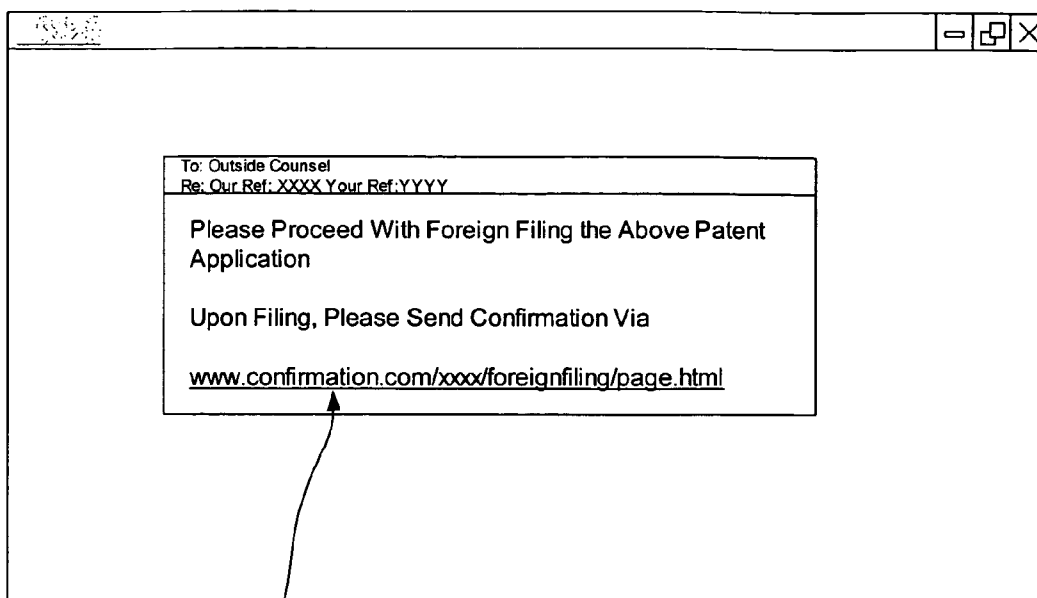 To: Outside Counsel
Re: Our Ref: XXXX Your Ref:YYYY
Please Proceed With Foreign Filing the Above Patent
Application
Upon Filing, Please Send Confirmation Via
www.confirmation.com/xxxx/foreignfiling/page.html